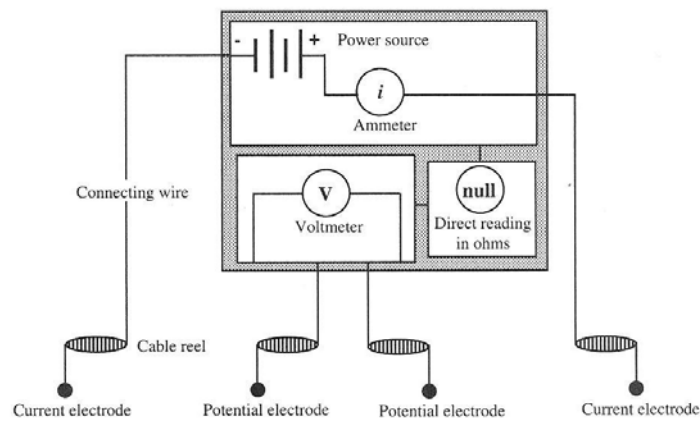 - + Power source
i
Ammeter
Connecting wire
V
Voltmeter
null
Direct reading
in ohms
Cable reel
Current electrode Potential electrode Potential electrode Current electrode